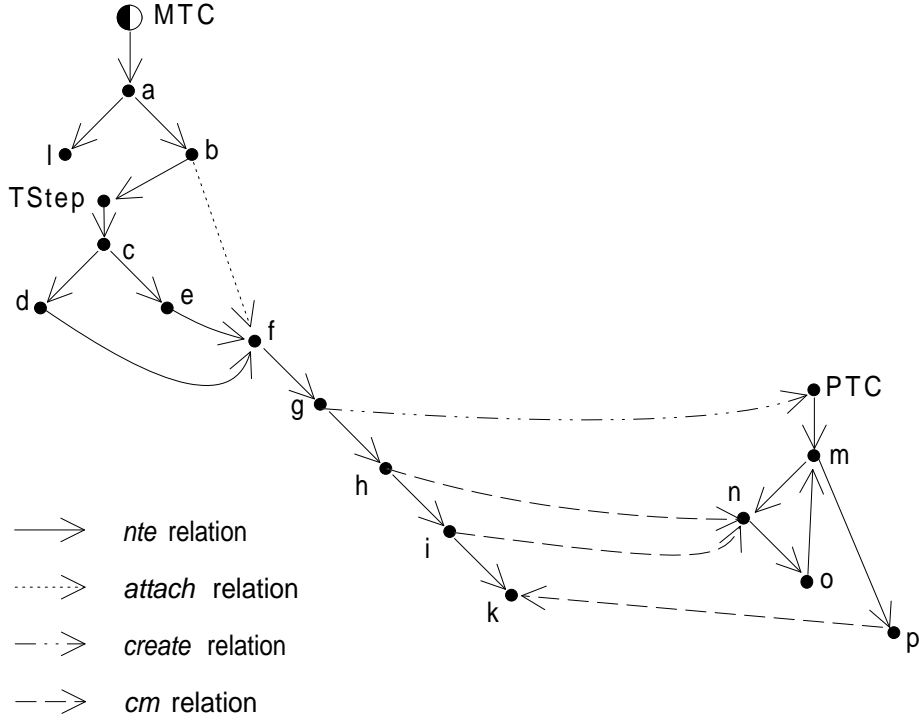 MTC
a
l
b
TStep
c
d
e
f
g
PTC
m
h
n
i
o
k
p
nte relation
attach relation
create relation
cm relation